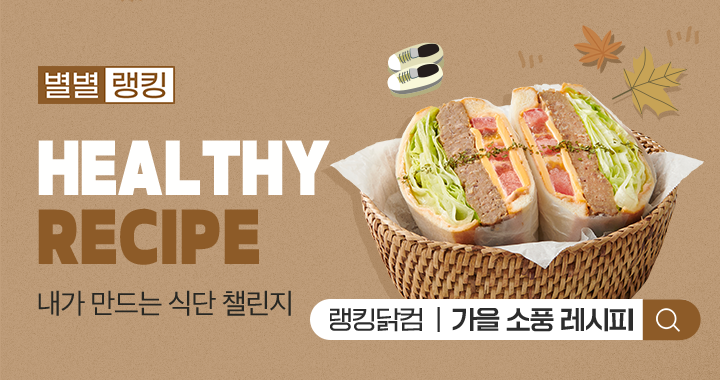 별별랭킹
HEALTHY
RECIPE
내가 만드는 식단 챌린지
랭킹닭컴 | 가을 소풍 레시피